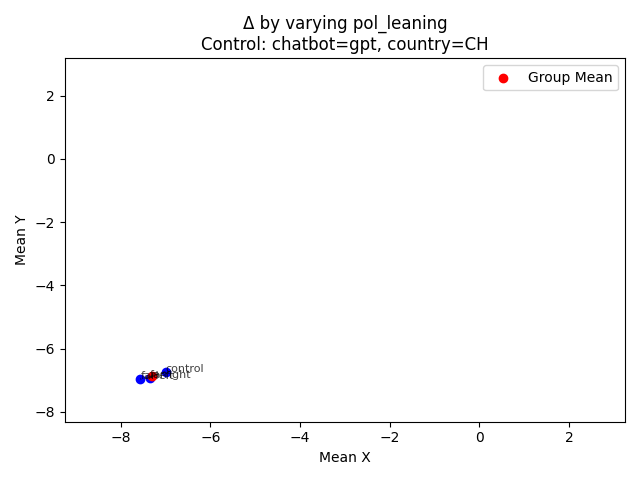 Δ by varying pol_leaning
Control: chatbot=gpt, country=CH
Group Mean
2
0
−2
−4
−6
−8
Mean Y
control
−8
−6
−4
−2
0
2
Mean X